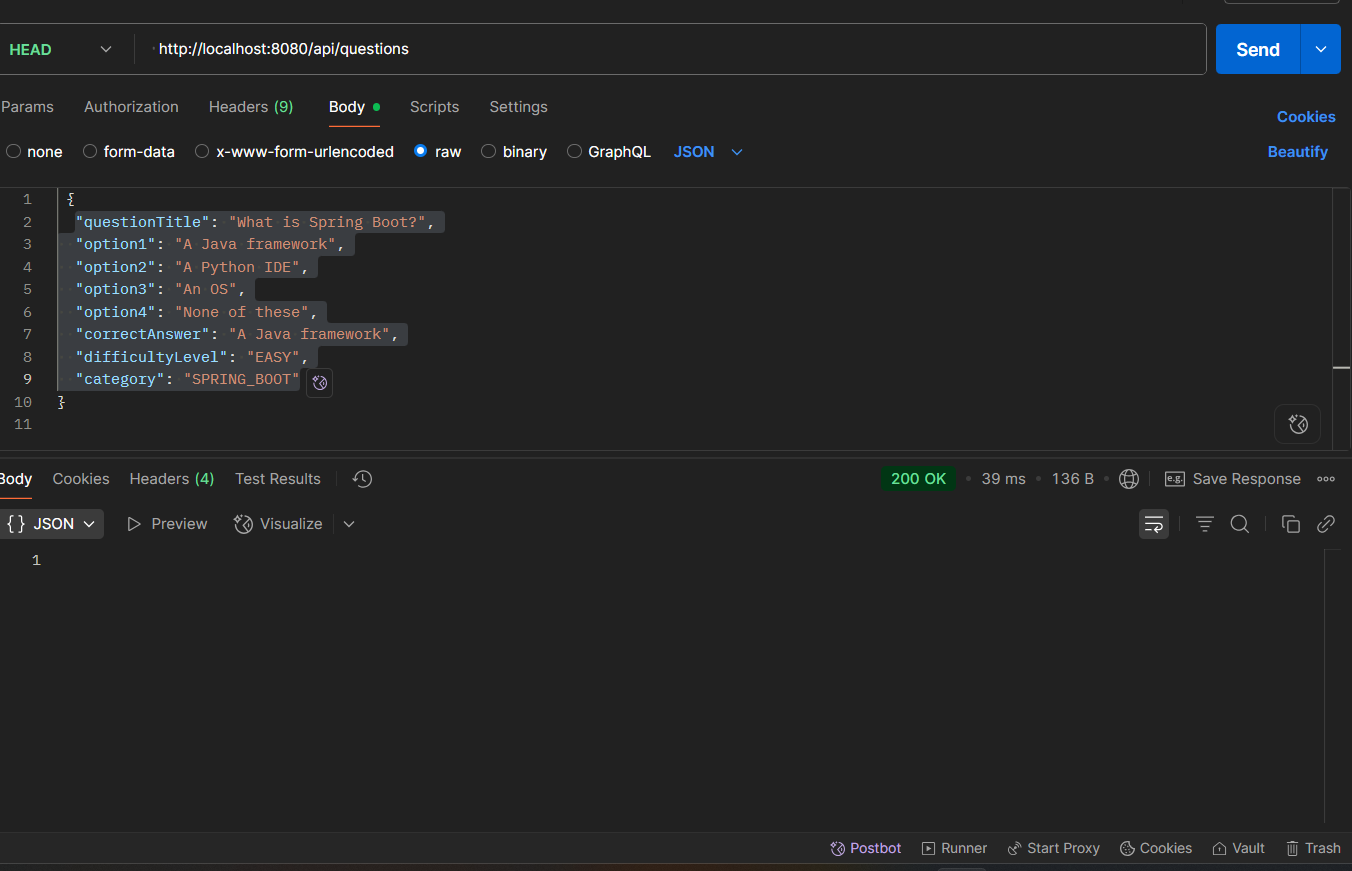 HEAD http://localhost:8080/api/questions Send
Params Authorization Headers (9) Body Scripts Settings Cookies
none form-data x-www-form-urlencoded raw binary GraphQL JSON Beautify
1 {
2 "questionTitle": "What is Spring Boot?",
3 "option1": "A Java framework",
4 "option2": "A Python IDE",
5 "option3": "An OS",
6 "option4": "None of these",
7 "correctAnswer": "A Java framework",
8 "difficultyLevel": "EASY",
9 "category": "SPRING_BOOT"
10 }
11
Body Cookies Headers (4) Test Results 200 OK • 39 ms • 136 B • e.g. Save Response
{} JSON Preview Visualize
1
Postbot Runner Start Proxy Cookies Vault Trash